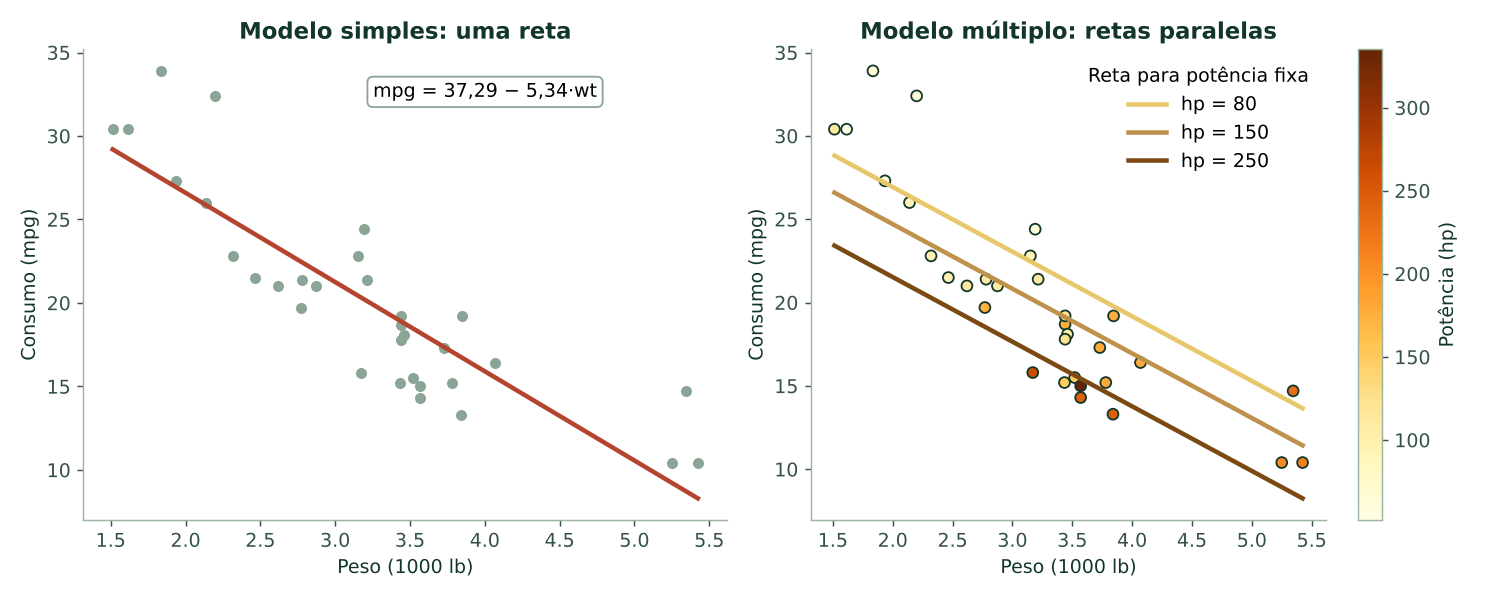 Modelo simples: uma reta
mpg = 37,29 − 5,34·wt
35
30
25
20
15
10
Consumo (mpg)
1.5 2.0 2.5 3.0 3.5 4.0 4.5 5.0 5.5
Peso (1000 lb)
Modelo múltiplo: retas paralelas
Reta para potência fixa
hp = 80
hp = 150
hp = 250
35
30
25
20
15
10
Consumo (mpg)
1.5 2.0 2.5 3.0 3.5 4.0 4.5 5.0 5.5
Peso (1000 lb)
300
250
200
150
100
Potência (hp)